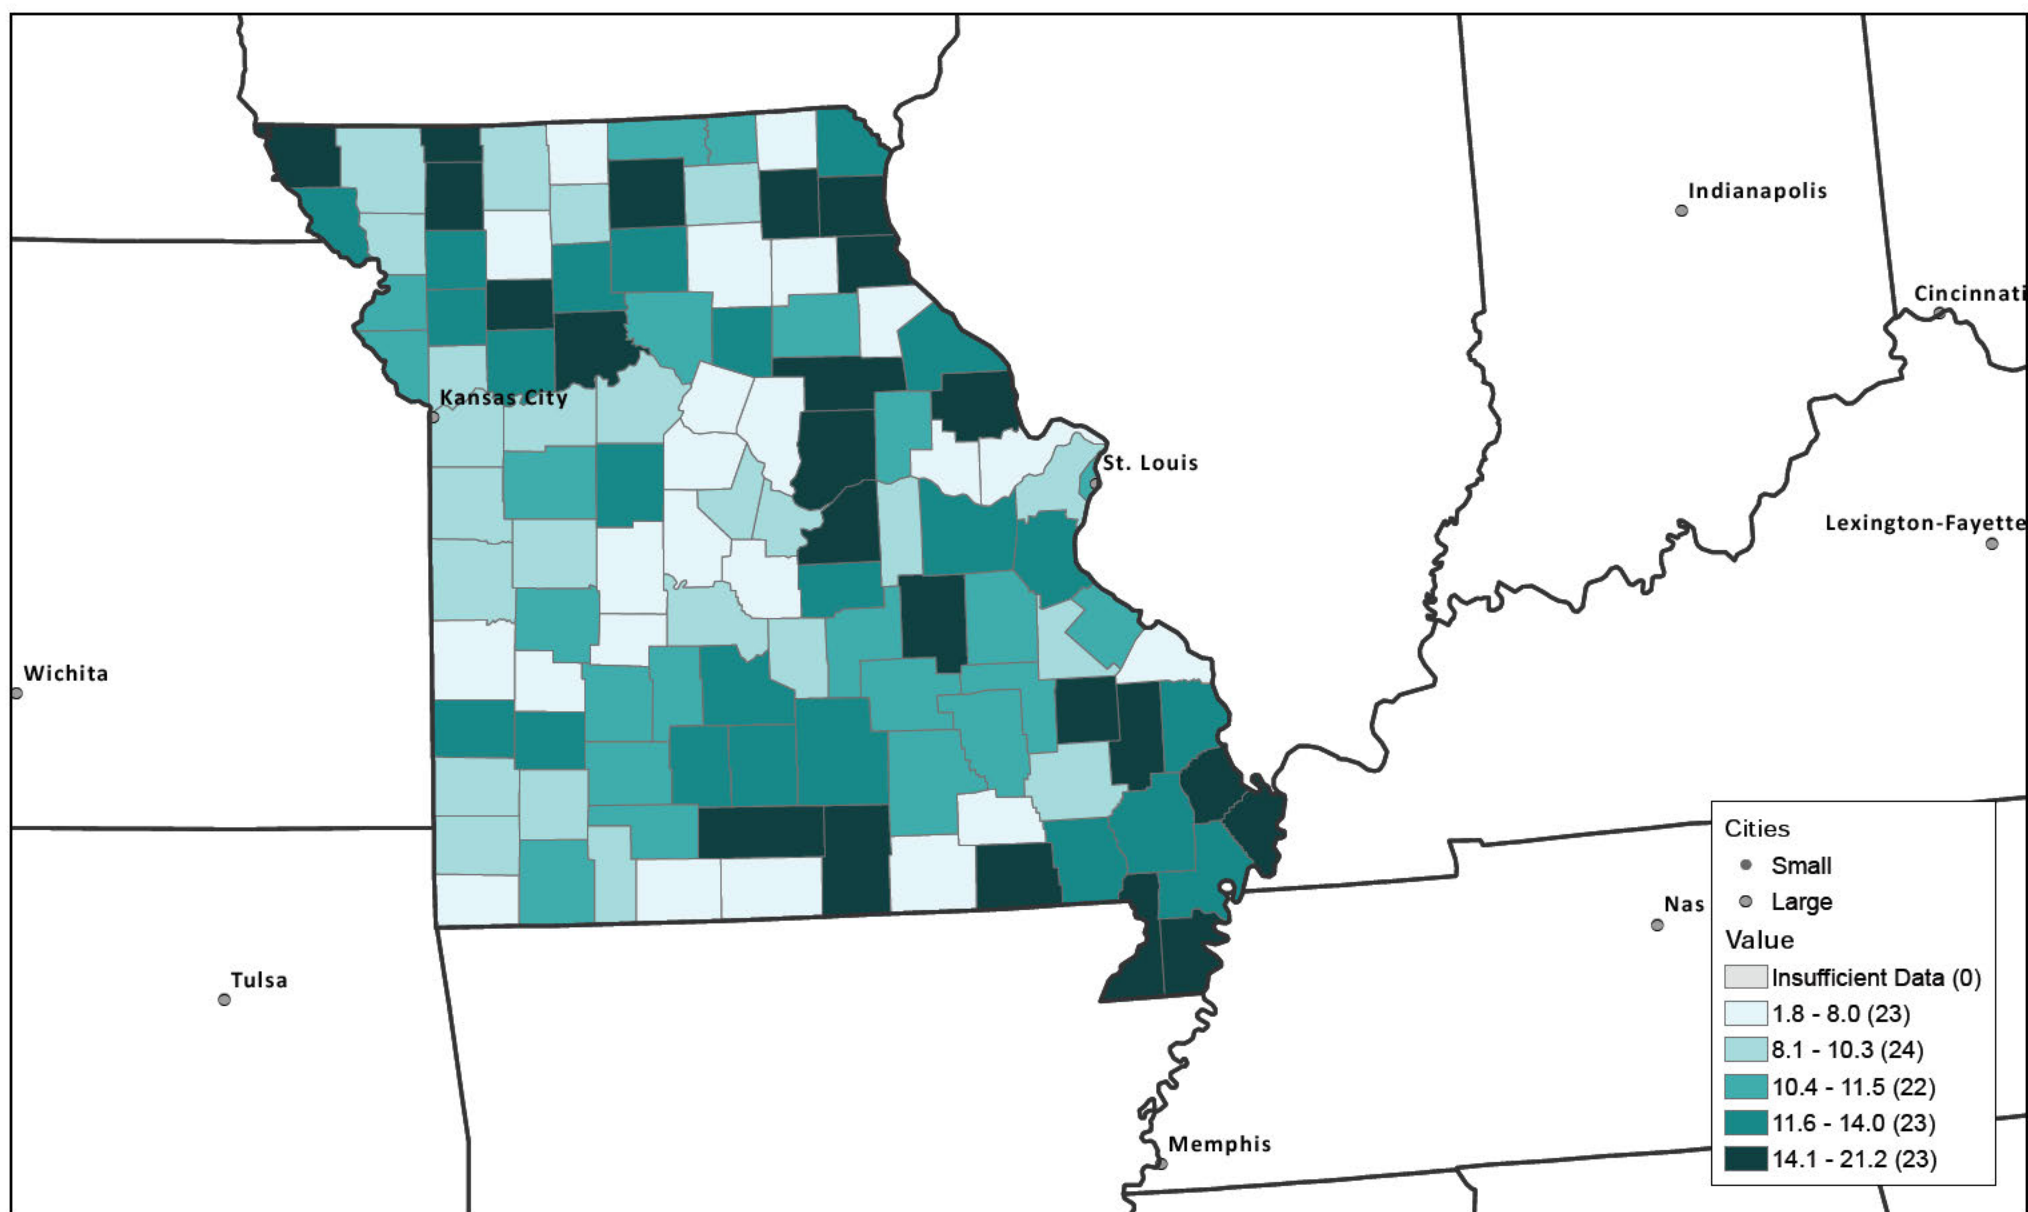 Indianapolis
Cincinnati
Kansas City
St. Louis
Lexington-Fayette
Wichita
Nas
Tulsa
Memphis
Cities
Small
Large
Value
Insufficient Data (0)
1.8 - 8.0 (23)
8.1 - 10.3 (24)
10.4 - 11.5 (22)
11.6 - 14.0 (23)
14.1 - 21.2 (23)